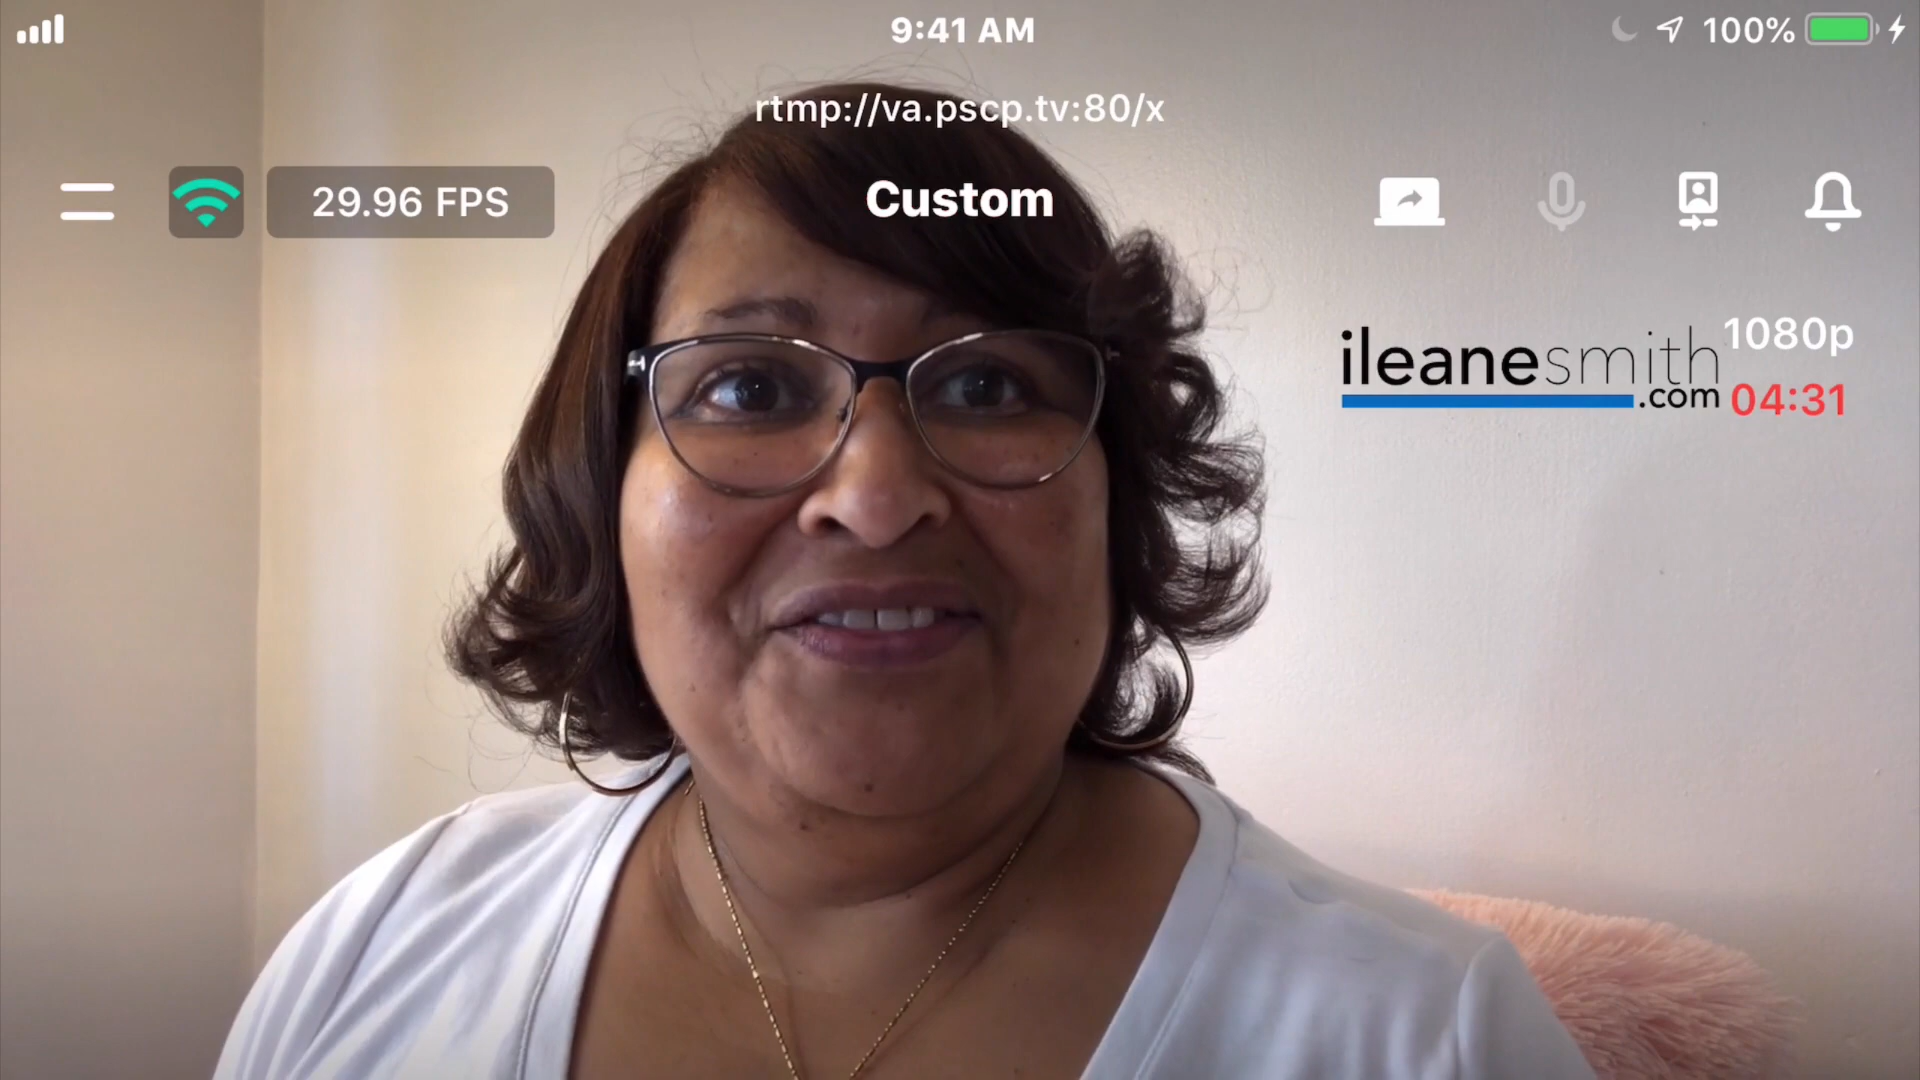 9:41 AM
100%
rtmp://va.pscp.tv:80/x
29.96 FPS
Custom
1080p
ileanesmith
.com
04:31